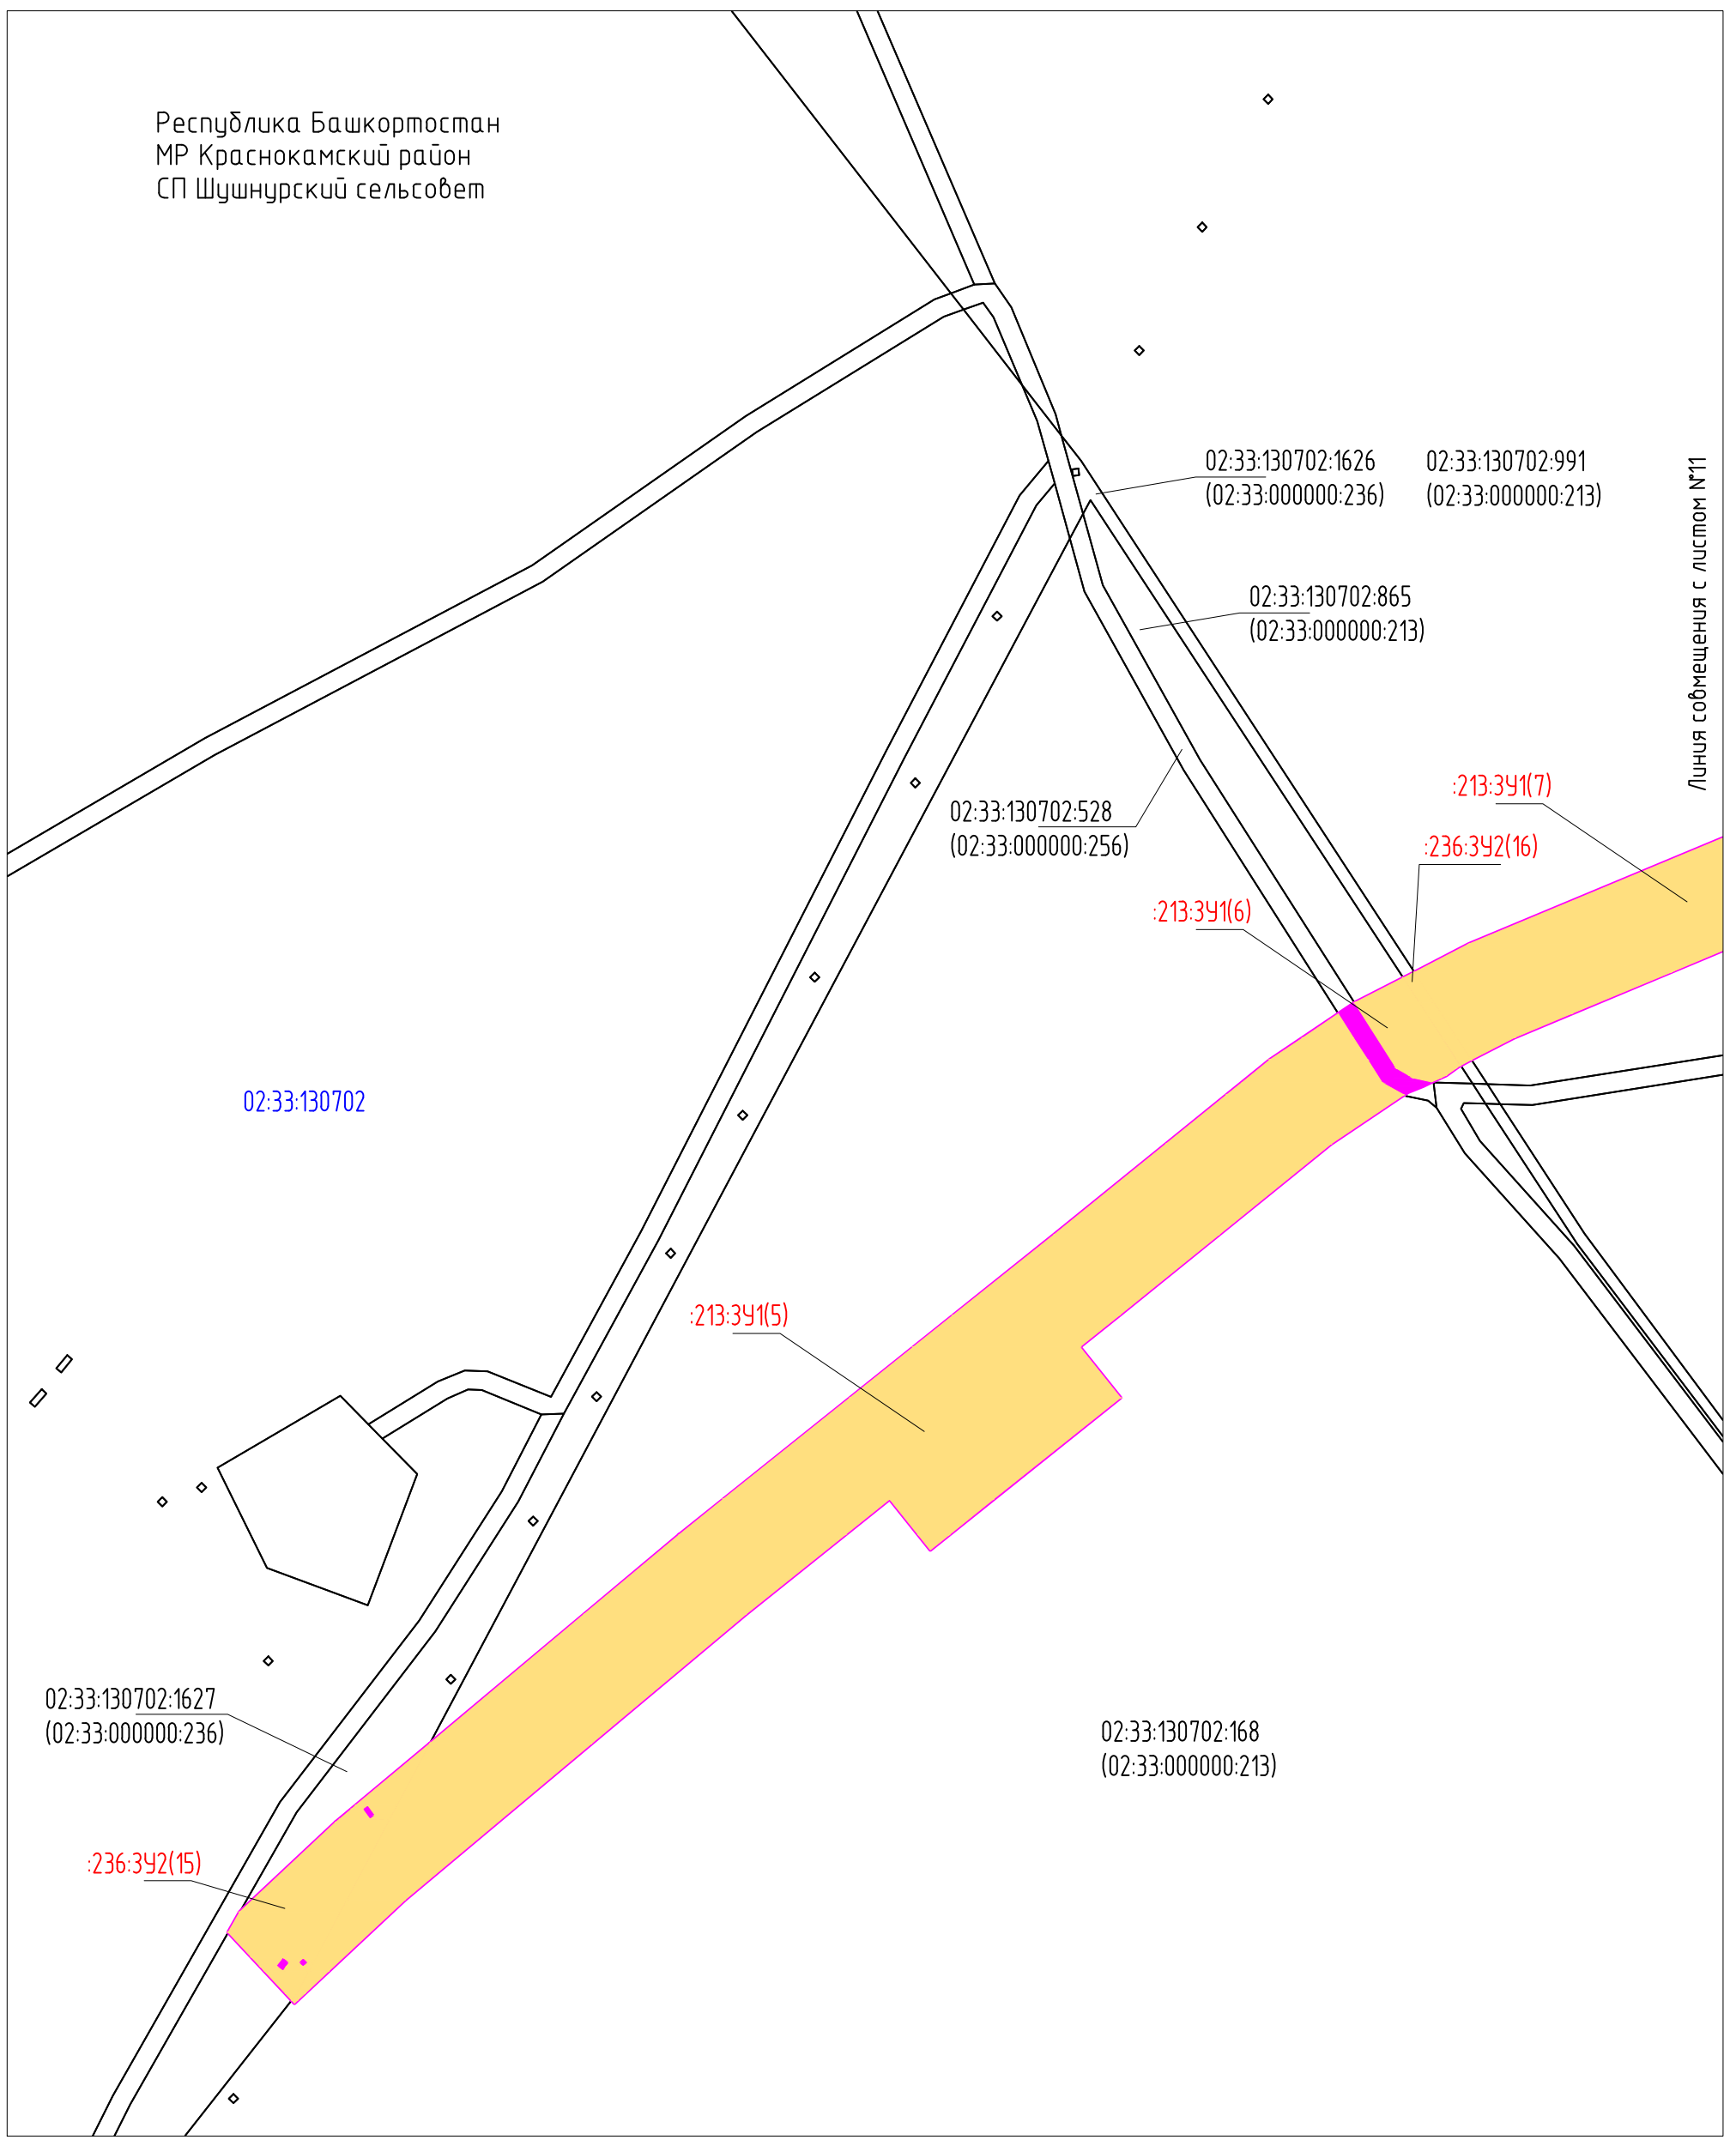 Республика Башкортостан
МР Краснокамский район
СП Шушнурский сельсовет
02:33:130702:1626
(02:33:000000:236)
02:33:130702:991
(02:33:000000:213)
Линия совмещения с листом №11
02:33:130702:865
(02:33:000000:213)
:213:ЗУ1(7)
02:33:130702:528
(02:33:000000:256)
:236:ЗУ2(16)
:213:ЗУ1(6)
02:33:130702
:213:ЗУ1(5)
02:33:130702:1627
(02:33:000000:236)
02:33:130702:168
(02:33:000000:213)
:236:ЗУ2(15)